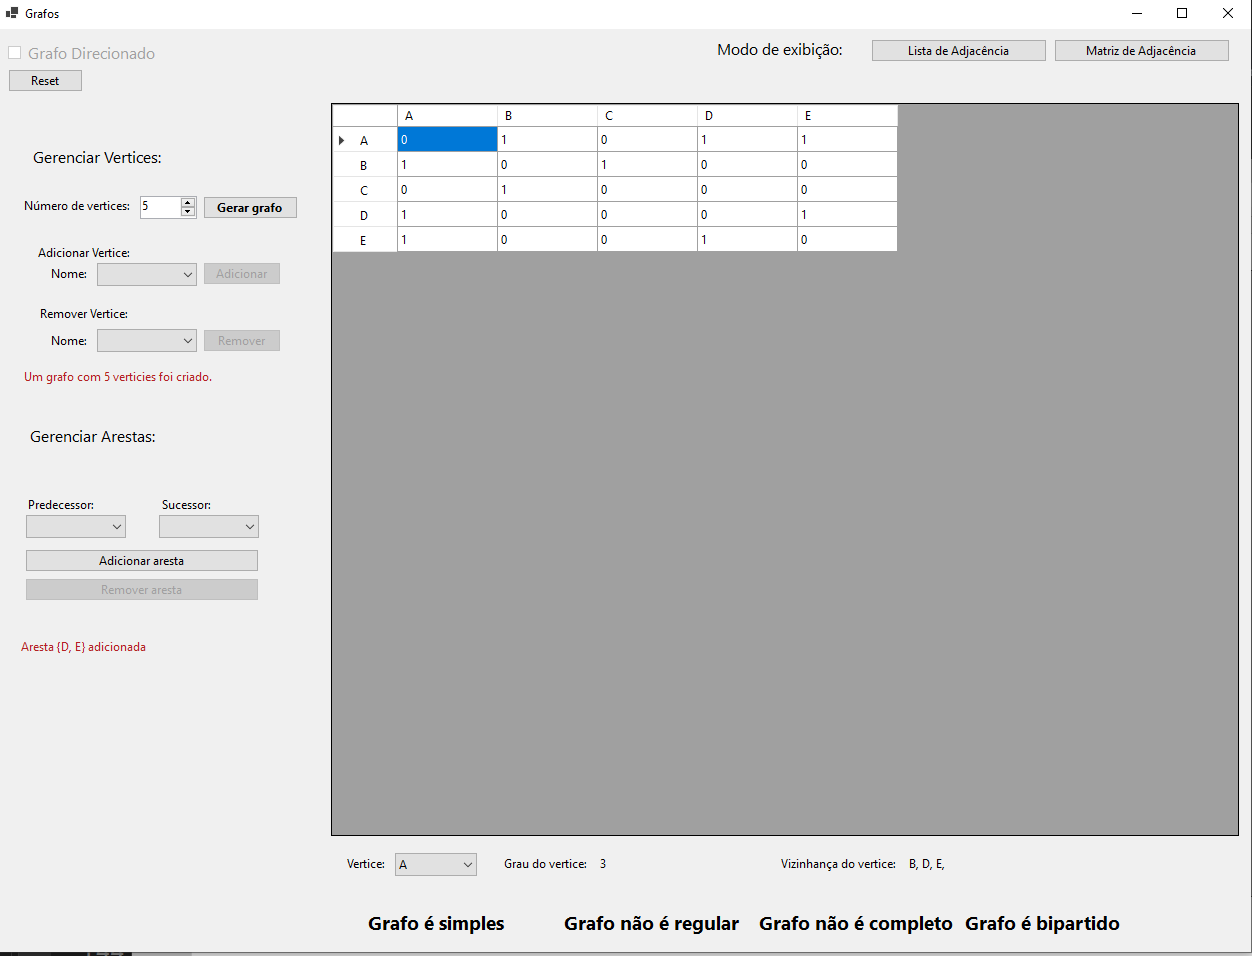 Grafos
Grafo Direcionado
Modo de exibição:
Lista de Adjacência
Matriz de Adjacência
Reset
A B C D E
A 0 1 0 1 1
B 1 0 1 0 0
C 0 1 0 0 0
D 1 0 0 0 1
E 1 0 0 1 0
Gerenciar Vertices:
Número de vertices: 5 Gerar grafo
Adicionar Vertice:
Nome: Adicionar
Remover Vertice:
Nome: Remover
Um grafo com 5 verticies foi criado.
Gerenciar Arestas:
Predecessor: Sucessor:
Adicionar aresta
Remover aresta
Aresta {D, E} adicionada
Vertice: A Grau do vertice: 3 Vizinhança do vertice: B, D, E,
Grafo é simples Grafo não é regular Grafo não é completo Grafo é bipartido